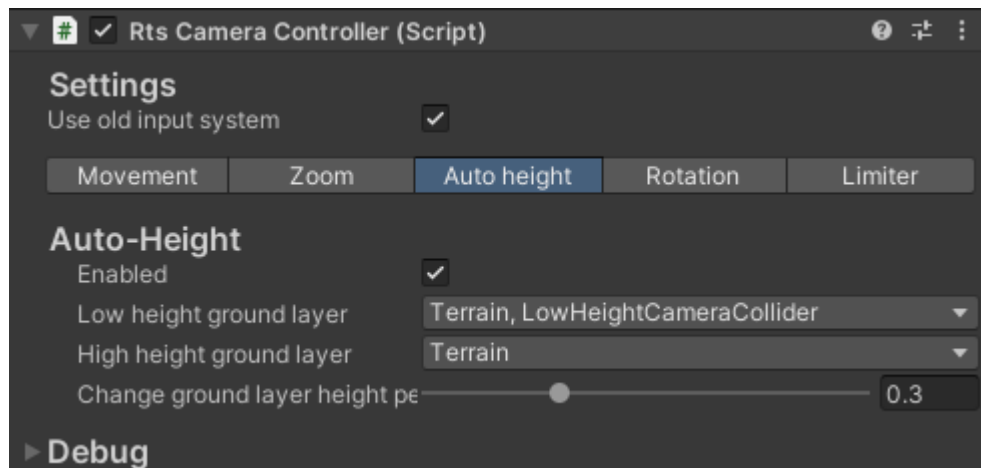 # Rts Camera Controller (Script)
Settings
Use old input system
Movement Zoom Auto height Rotation Limiter
Auto-Height
Enabled
Low height ground layer Terrain, LowHeightCameraCollider
High height ground layer Terrain
Change ground layer height pe 0.3
Debug